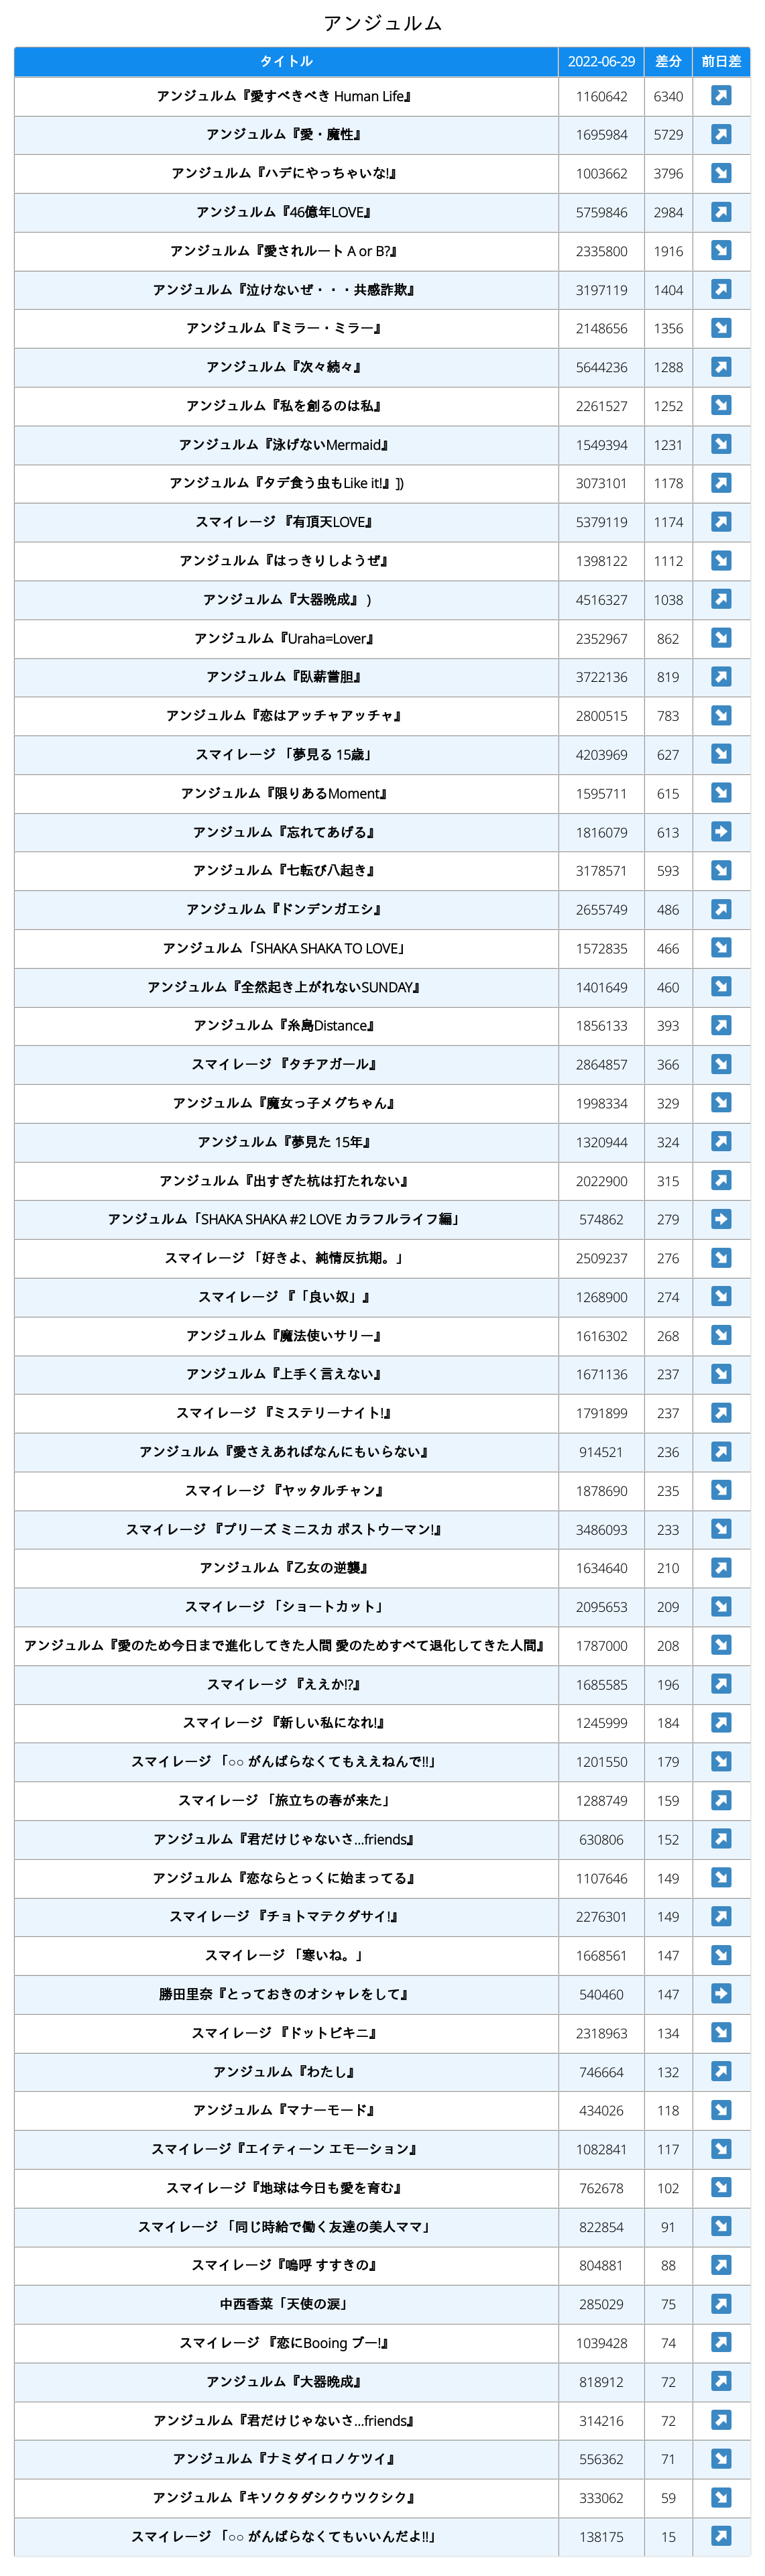 アンジュルム
タイトル 2022-06-29 差分 前日差
アンジュルム『愛すべきべき Human Life』 1160642 6340 ↗
アンジュルム『愛・魔性』 1695984 5729 ↗
アンジュルム『ハデにやっちゃいな!』 1003662 3796 ↘
アンジュルム『46億年LOVE』 5759846 2984 ↗
アンジュルム『愛されルート A or B?』 2335800 1916 ↘
アンジュルム『泣けないぜ・・・共感詐欺』 3197119 1404 ↗
アンジュルム『ミラー・ミラー』 2148656 1356 ↘
アンジュルム『次々続々』 5644236 1288 ↗
アンジュルム『私を創るのは私』 2261527 1252 ↘
アンジュルム『泳げないMermaid』 1549394 1231 ↘
アンジュルム『タデ食う虫もLike it!』]) 3073101 1178 ↗
スマイレージ 『有頂天LOVE』 5379119 1174 ↗
アンジュルム『はっきりしようぜ』 1398122 1112 ↘
アンジュルム『大器晩成』 ) 4516327 1038 ↗
アンジュルム『Uraha=Lover』 2352967 862 ↘
アンジュルム『臥薪嘗胆』 3722136 819 ↗
アンジュルム『恋はアッチャアッチャ』 2800515 783 ↘
スマイレージ 「夢見る 15歳」 4203969 627 ↘
アンジュルム『限りあるMoment』 1595711 615 ↘
アンジュルム『忘れてあげる』 1816079 613 ➡
アンジュルム『七転び八起き』 3178571 593 ↘
アンジュルム『ドンデンガエシ』 2655749 486 ↗
アンジュルム「SHAKA SHAKA TO LOVE」 1572835 466 ↘
アンジュルム『全然起き上がれないSUNDAY』 1401649 460 ↘
アンジュルム『糸島Distance』 1856133 393 ↗
スマイレージ 『タチアガール』 2864857 366 ↘
アンジュルム『魔女っ子メグちゃん』 1998334 329 ↘
アンジュルム『夢見た 15年』 1320944 324 ↗
アンジュルム『出すぎた杭は打たれない』 2022900 315 ↗
アンジュルム「SHAKA SHAKA #2 LOVE カラフルライフ編」 574862 279 ➡
スマイレージ 「好きよ、純情反抗期。」 2509237 276 ↘
スマイレージ 『「良い奴」』 1268900 274 ↘
アンジュルム『魔法使いサリー』 1616302 268 ↘
アンジュルム『上手く言えない』 1671136 237 ↘
スマイレージ 『ミステリーナイト!』 1791899 237 ↗
アンジュルム『愛さえあればなんにもいらない』 914521 236 ↗
スマイレージ 『ヤッタルチャン』 1878690 235 ↘
スマイレージ 『プリーズ ミニスカ ポストウーマン!』 3486093 233 ↘
アンジュルム『乙女の逆襲』 1634640 210 ↗
スマイレージ 「ショートカット」 2095653 209 ↘
アンジュルム『愛のため今日まで進化してきた人間 愛のためすべて退化してきた人間』 1787000 208 ↘
スマイレージ 『ええか!?』 1685585 196 ↗
スマイレージ 『新しい私になれ!』 1245999 184 ↗
スマイレージ 「○○ がんばらなくてもええねんで!!」 1201550 179 ↘
スマイレージ 「旅立ちの春が来た」 1288749 159 ↗
アンジュルム『君だけじゃないさ...friends』 630806 152 ↗
アンジュルム『恋ならとっくに始まってる』 1107646 149 ↘
スマイレージ 『チョトマテクダサイ!』 2276301 149 ↗
スマイレージ 「寒いね。」 1668561 147 ↘
勝田里奈『とっておきのオシャレをして』 540460 147 ➡
スマイレージ 『ドットビキニ』 2318963 134 ↘
アンジュルム『わたし』 746664 132 ↗
アンジュルム『マナーモード』 434026 118 ↘
スマイレージ『エイティーン エモーション』 1082841 117 ↘
スマイレージ『地球は今日も愛を育む』 762678 102 ↘
スマイレージ 「同じ時給で働く友達の美人ママ」 822854 91 ↘
スマイレージ『嗚呼 すすきの』 804881 88 ↗
中西香菜「天使の涙」 285029 75 ↗
スマイレージ 『恋にBooing ブー!』 1039428 74 ↗
アンジュルム『大器晩成』 818912 72 ↗
アンジュルム『君だけじゃないさ...friends』 314216 72 ↗
アンジュルム『ナミダイロノケツイ』 556362 71 ↘
アンジュルム『キソクタダシクウツクシク』 333062 59 ↘
スマイレージ 「○○ がんばらなくてもいいんだよ!!」 138175 15 ↗